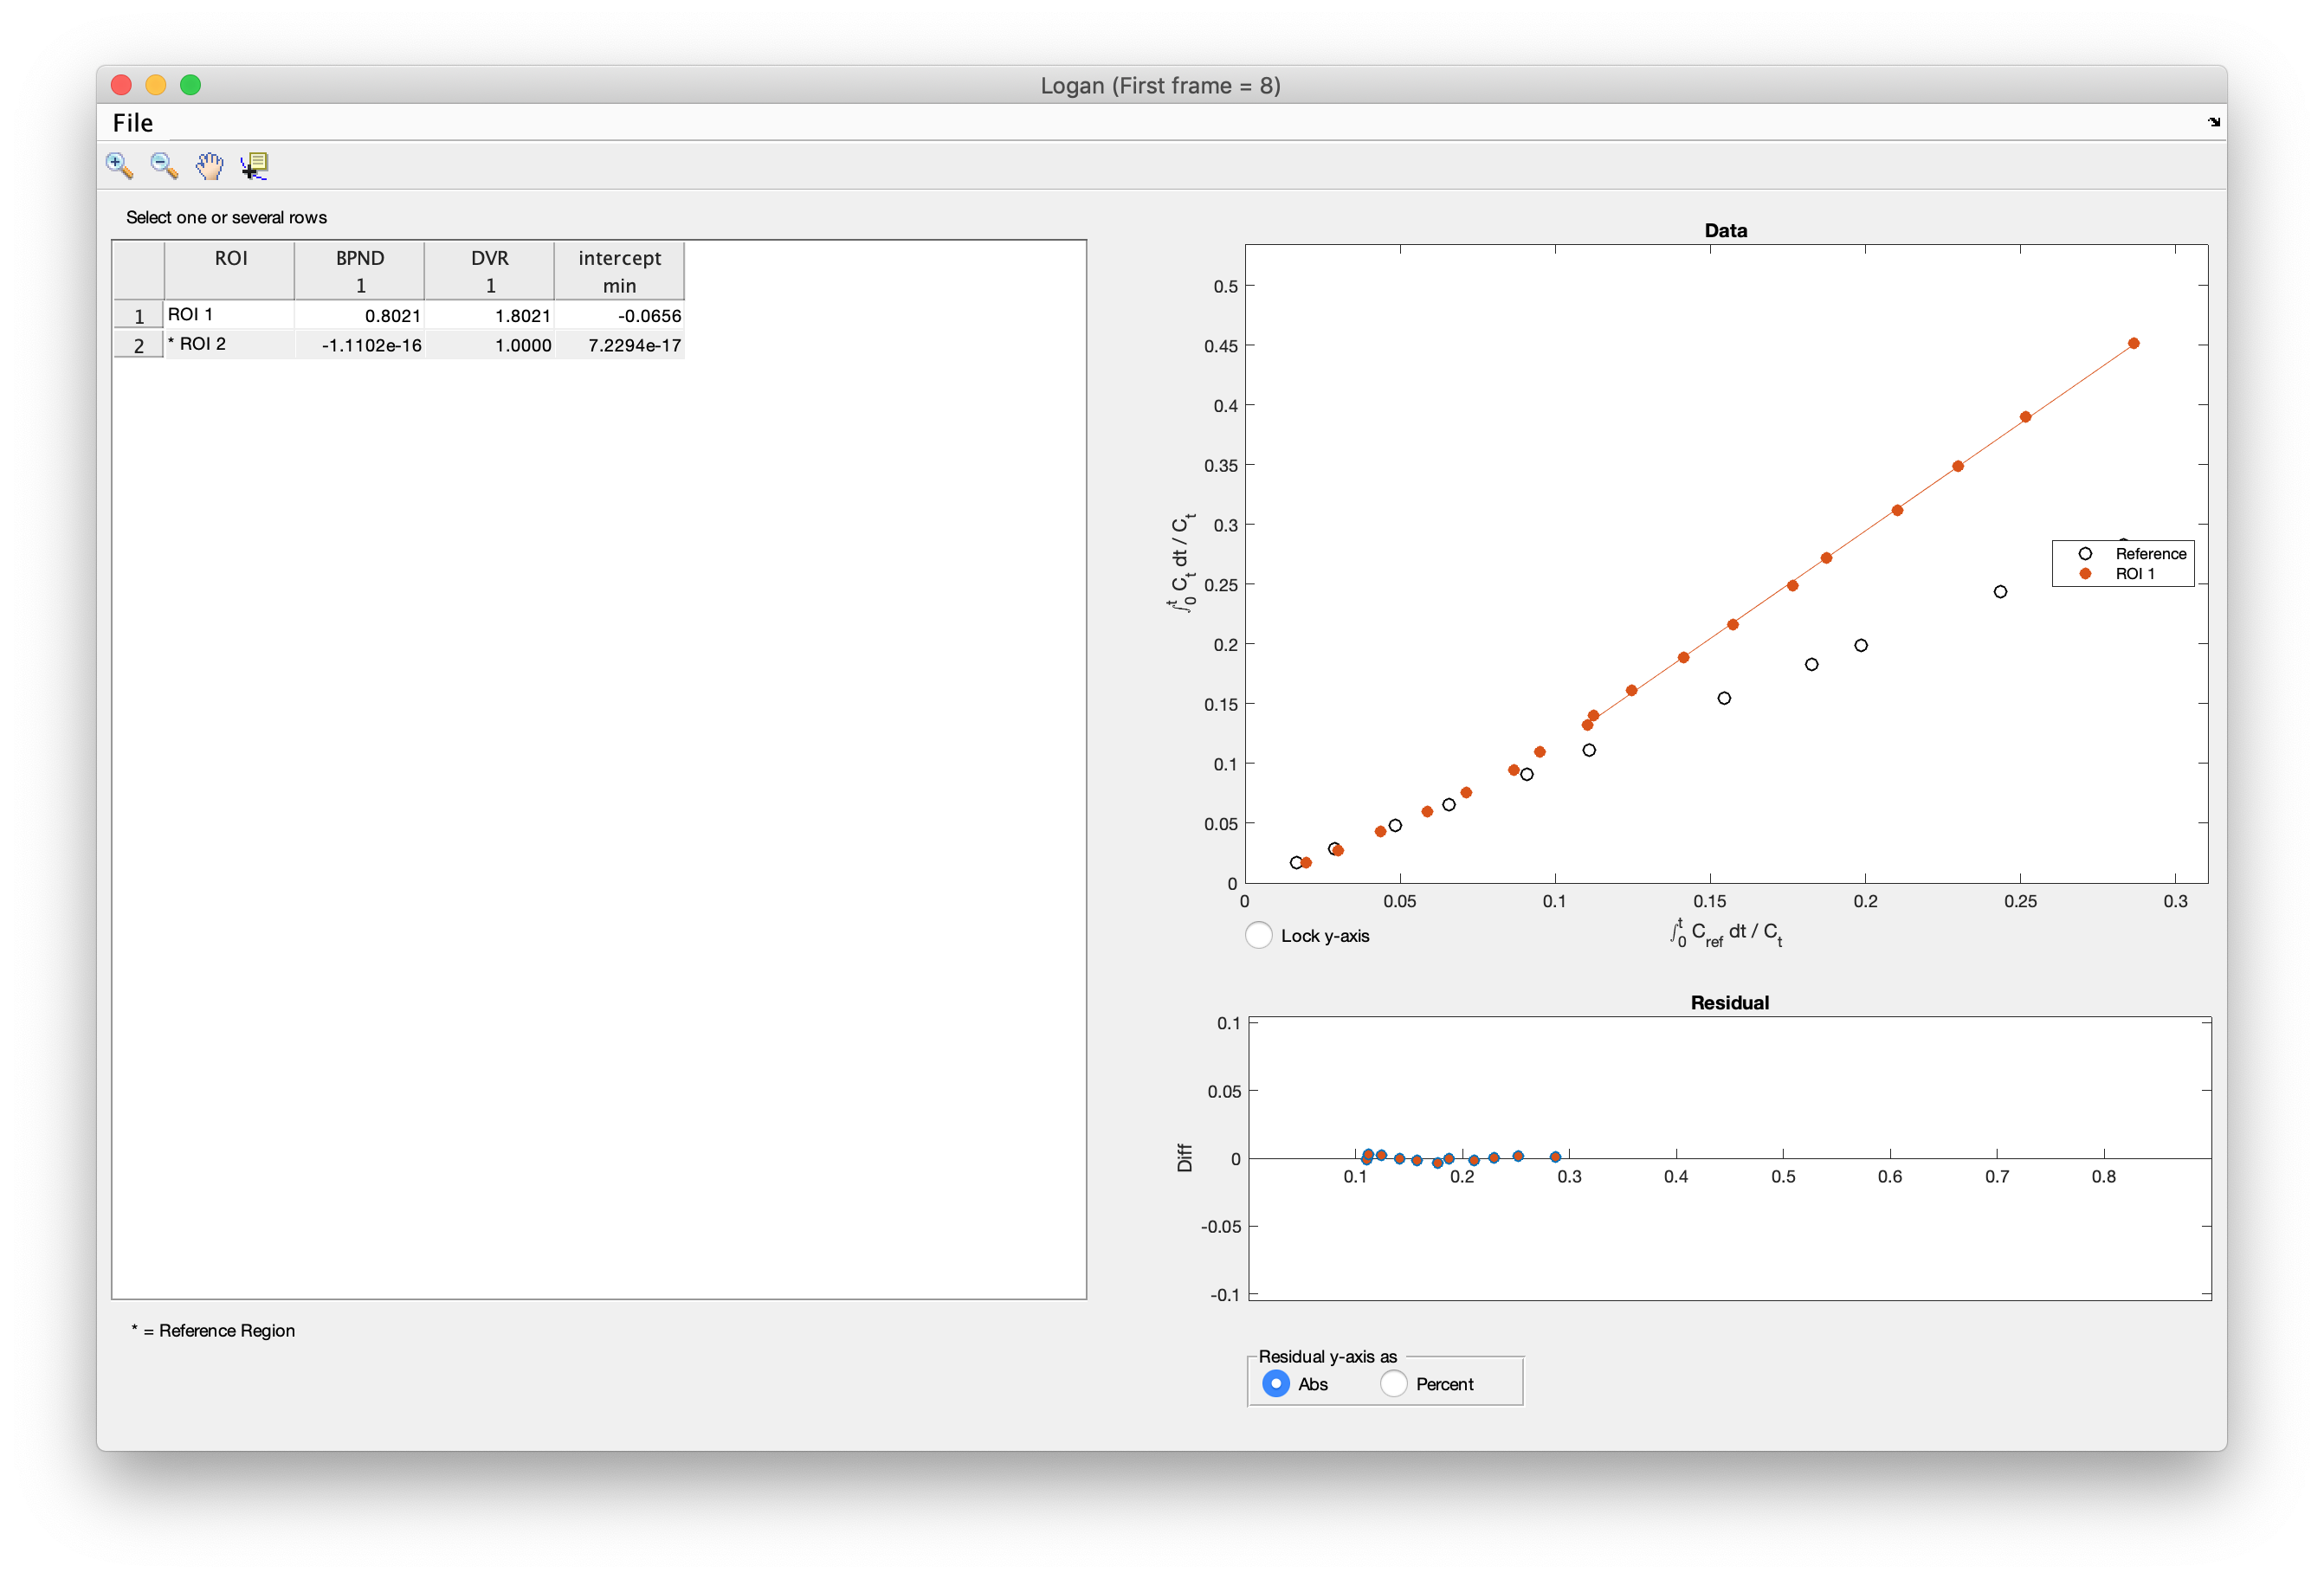 Logan (First frame = 8)
File
Select one or several rows
ROI BPND DVR intercept
1 1 min
1 ROI 1 0.8021 1.8021 -0.0656
2 * ROI 2 -1.1102e-16 1.0000 7.2294e-17
* = Reference Region
Data
0.5
0.45
0.4
0.35
0.3
0.25
0.2
0.15
0.1
0.05
0
∫₀ᵗ Cₜ dt / Cₜ
Reference
ROI 1
0 0.05 0.1 0.15 0.2 0.25 0.3
∫₀ᵗ C_ref dt / Cₜ
Lock y-axis
Residual
0.1
0.05
0
-0.05
-0.1
Diff
0.1 0.2 0.3 0.4 0.5 0.6 0.7 0.8
Residual y-axis as
Abs Percent